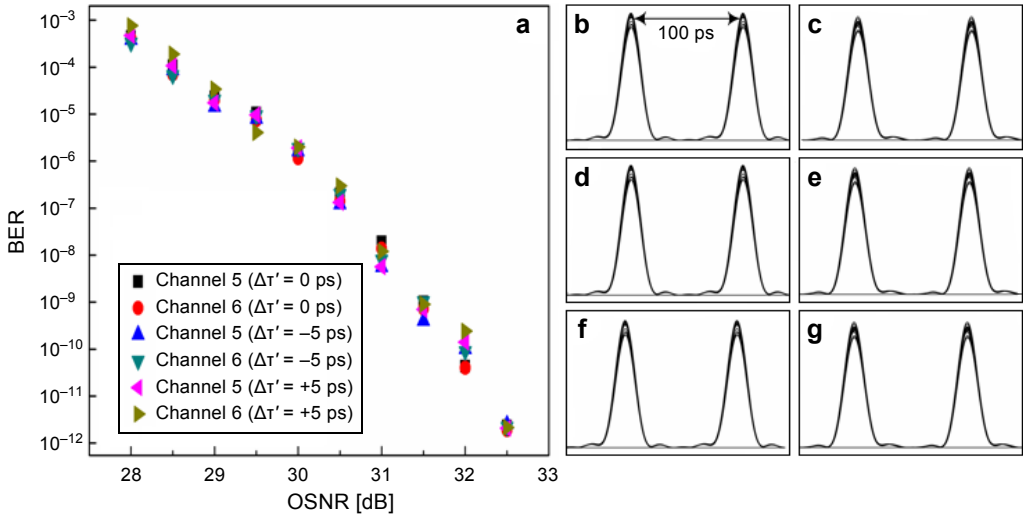 a
10⁻³
10⁻⁴
10⁻⁵
10⁻⁶
10⁻⁷
10⁻⁸
10⁻⁹
10⁻¹⁰
10⁻¹¹
10⁻¹²
BER
Channel 5 (Δτ′ = 0 ps)
Channel 6 (Δτ′ = 0 ps)
Channel 5 (Δτ′ = –5 ps)
Channel 6 (Δτ′ = –5 ps)
Channel 5 (Δτ′ = +5 ps)
Channel 6 (Δτ′ = +5 ps)
28 29 30 31 32 33
OSNR [dB]
b
100 ps
c
d
e
f
g